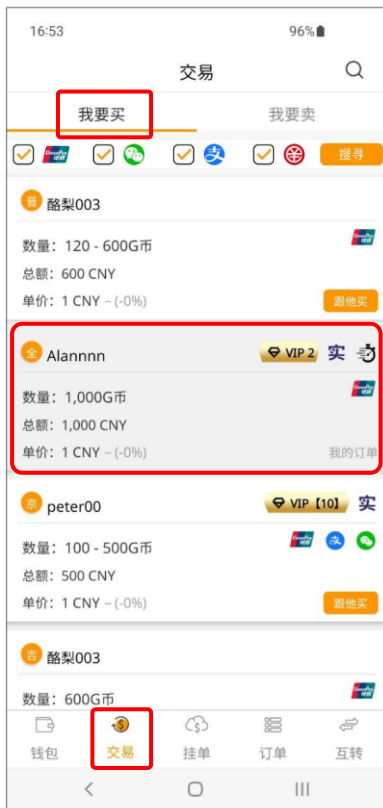 16:53 96%
交易
我要买 我要卖
搜寻
晋 酪梨003
数量：120 - 600G币
总额：600 CNY
单价：1 CNY – (-0%) 跟他买
全 Alannnn VIP 2 实
数量：1,000G币
总额：1,000 CNY
单价：1 CNY – (-0%) 我的订单
京 peter00 VIP【10】 实
数量：100 - 500G币
总额：500 CNY
单价：1 CNY – (-0%) 跟他买
吉 酪梨003
数量：600G币
钱包 交易 挂单 订单 互转